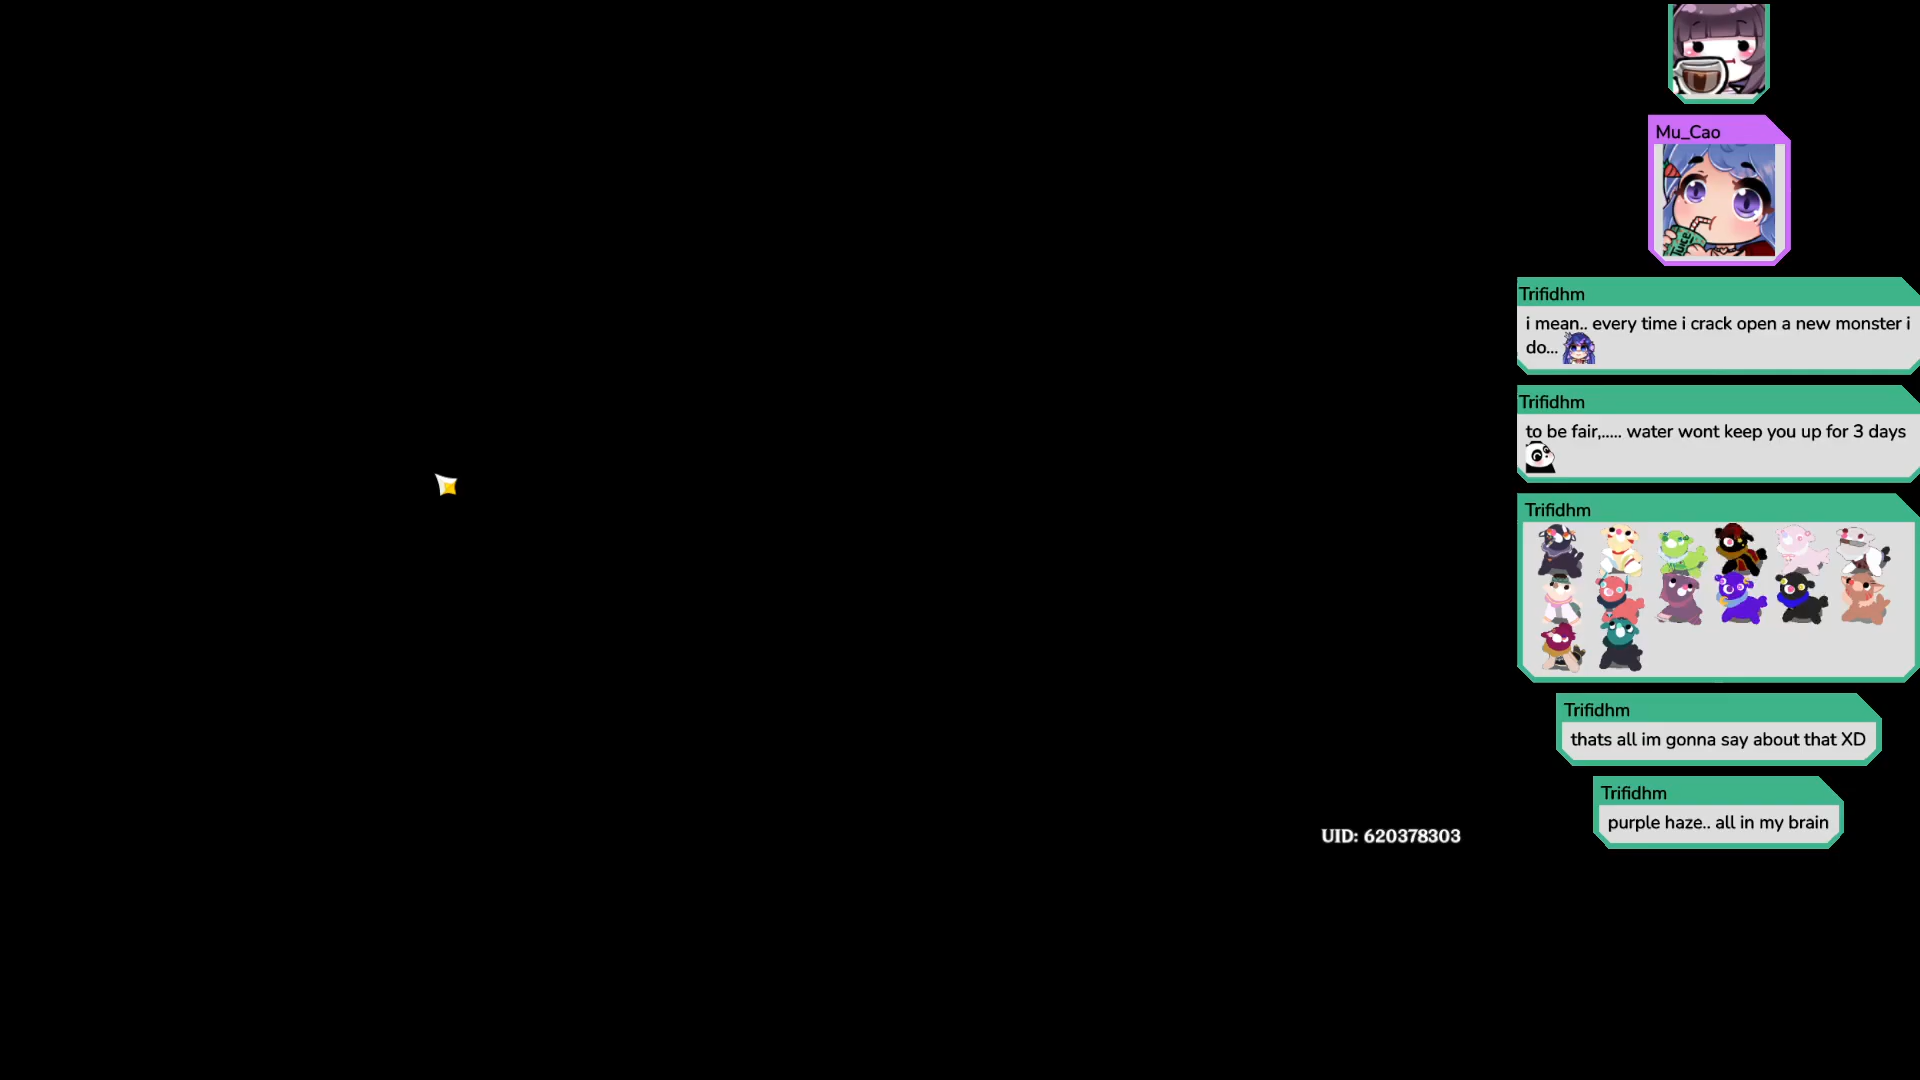 Mu_Cao
Juice
Trifidhm
i mean.. every time i crack open a new monster i
do...
Trifidhm
to be fair,..... water wont keep you up for 3 days
Trifidhm
Trifidhm
thats all im gonna say about that XD
Trifidhm
purple haze.. all in my brain
UID: 620378303